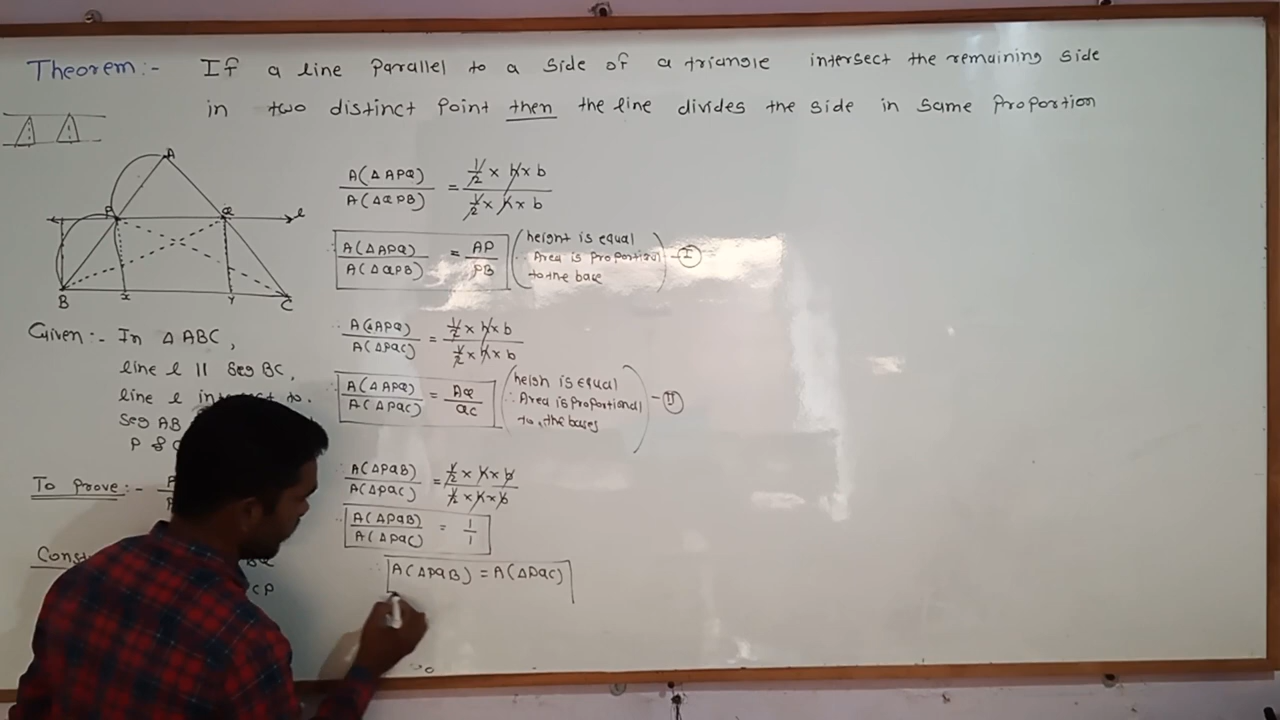 Theorem:- If a line parallel to a side of a triangle intersect the remaining side
in two distinct point then the line divides the side in same proportion
A
P Q l
B x Y C
Given:- In △ ABC,
line l || seg BC,
line l to.
Seg AB
P &
To prove:-
Const
CP
A(△APQ) / A(△QPB) = 1/2 × h × b / 1/2 × h × b
∴ A(△APQ) / A(△QPB) = AP / PB (height is equal
∴ Area is proportional
to the base) - I
∴ A(△APQ) / A(△PQC) = 1/2 × h × b / 1/2 × h × b
∴ A(△APQ) / A(△PQC) = AQ / QC (heigh is equal
∴ Area is proportional
to the bases) - II
∴ A(△PQB) / A(△PQC) = 1/2 × h × b / 1/2 × h × b
∴ A(△PQB) / A(△PQC) = 1 / 1
∴ A(△PQB) = A(△PQC)